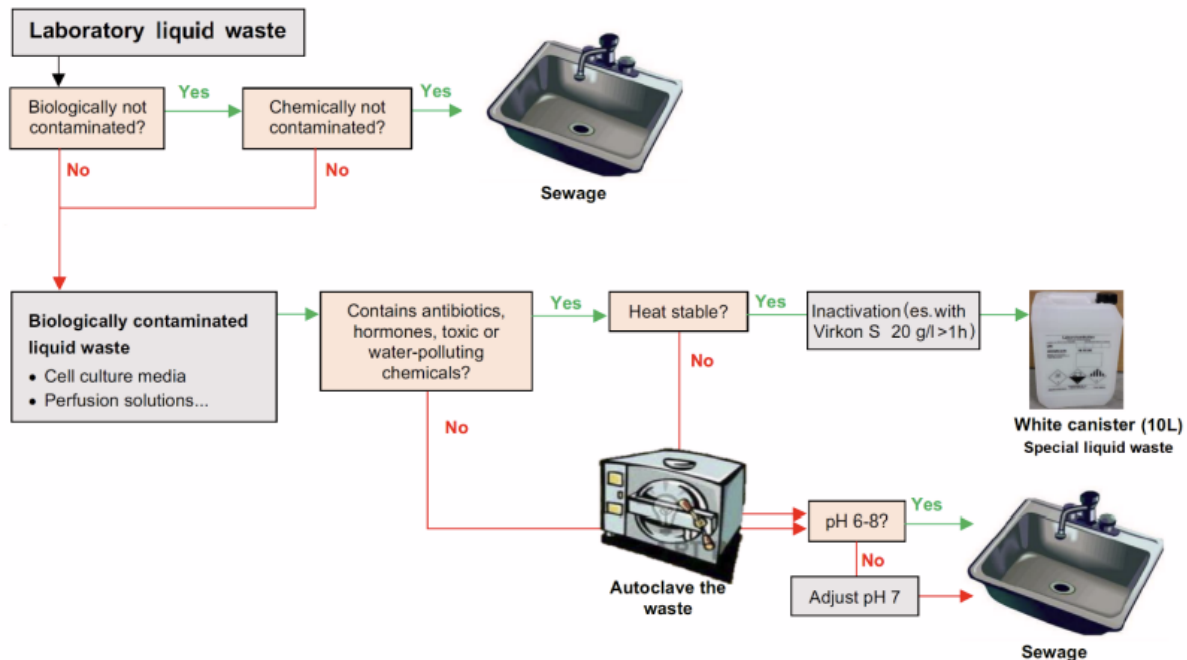 Laboratory liquid waste
Biologically not
contaminated?
Yes
Chemically not
contaminated?
Yes
No
No
Sewage
Biologically contaminated
liquid waste
• Cell culture media
• Perfusion solutions...
Contains antibiotics,
hormones, toxic or
water-polluting
chemicals?
Yes
Heat stable?
Yes
Inactivation (es.with
Virkon S 20 g/l >1h)
No
No
White canister (10L)
Special liquid waste
Autoclave the
waste
pH 6-8?
Yes
No
Adjust pH 7
Sewage